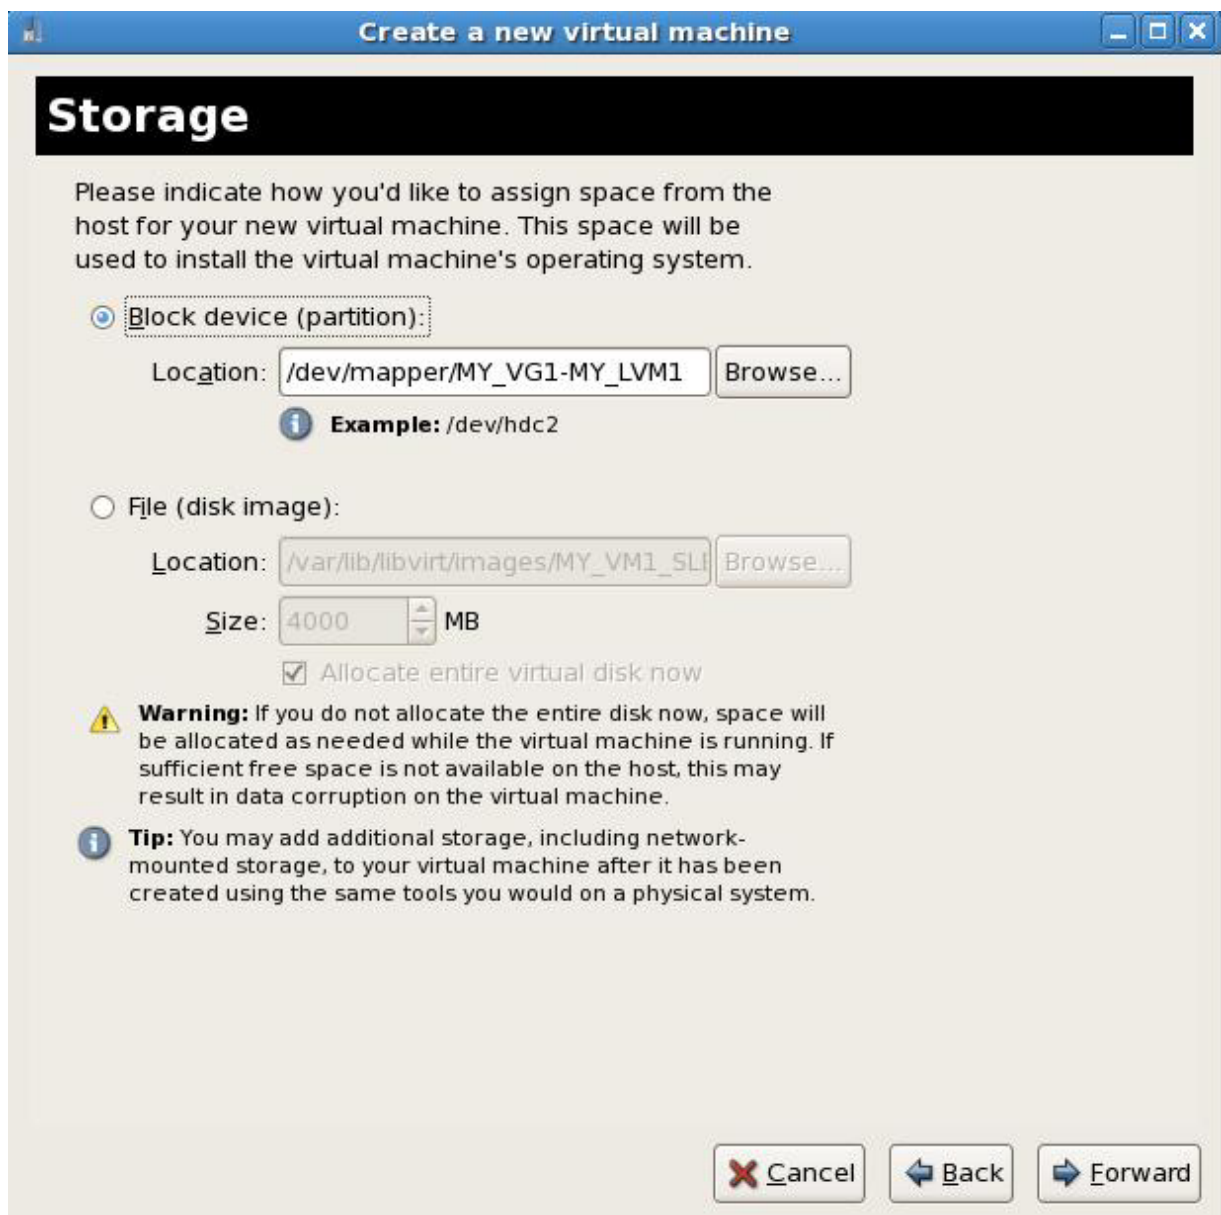 Create a new virtual machine
Storage
Please indicate how you'd like to assign space from the
host for your new virtual machine. This space will be
used to install the virtual machine's operating system.
Block device (partition):
Location: /dev/mapper/MY_VG1-MY_LVM1 Browse...
Example: /dev/hdc2
File (disk image):
Location: /var/lib/libvirt/images/MY_VM1_ Browse...
Size: 4000 MB
Allocate entire virtual disk now
Warning: If you do not allocate the entire disk now, space will
be allocated as needed while the virtual machine is running. If
sufficient free space is not available on the host, this may
result in data corruption on the virtual machine.
Tip: You may add additional storage, including network-
mounted storage, to your virtual machine after it has been
created using the same tools you would on a physical system.
Cancel Back Forward